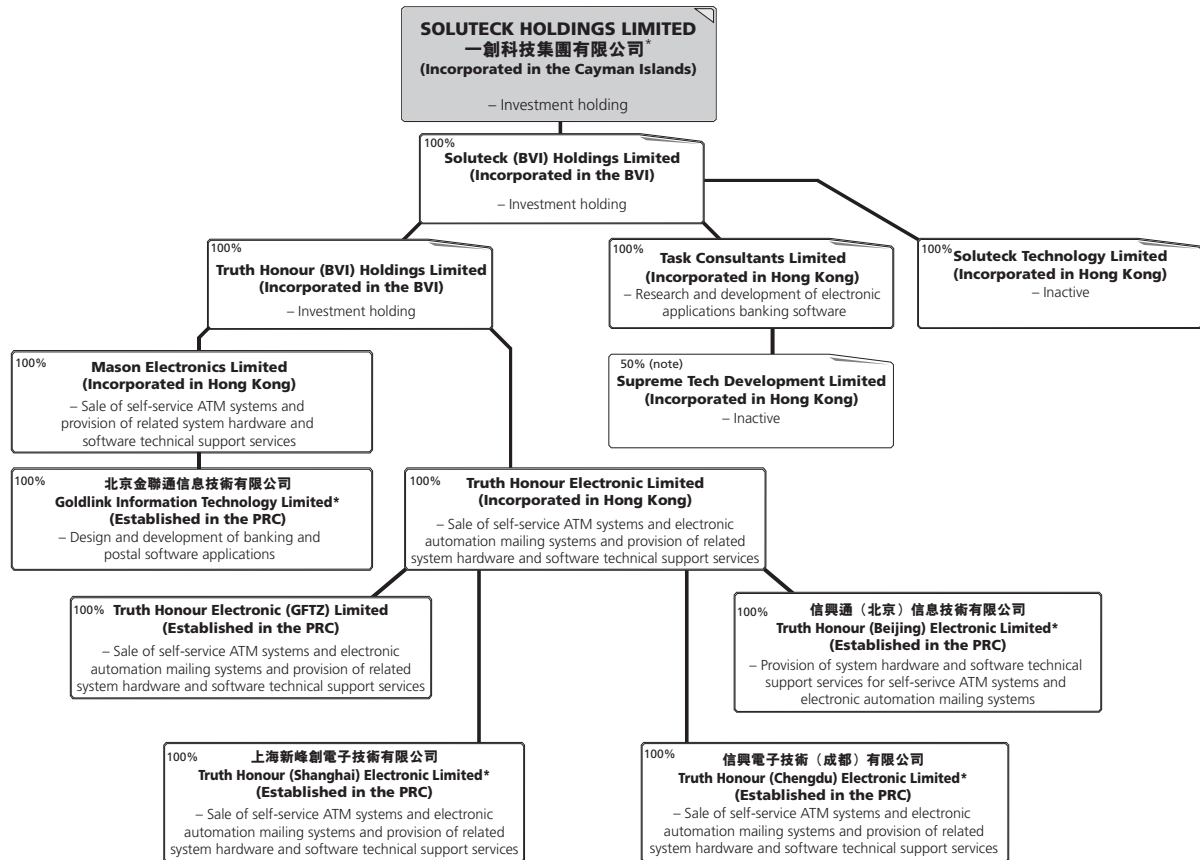 SOLUTECK HOLDINGS LIMITED
一創科技集團有限公司*
(Incorporated in the Cayman Islands)
– Investment holding
100%
Soluteck (BVI) Holdings Limited
(Incorporated in the BVI)
– Investment holding
100%
Truth Honour (BVI) Holdings Limited
(Incorporated in the BVI)
– Investment holding
100%
Task Consultants Limited
(Incorporated in Hong Kong)
– Research and development of electronic
applications banking software
100%
Soluteck Technology Limited
(Incorporated in Hong Kong)
– Inactive
100%
Mason Electronics Limited
(Incorporated in Hong Kong)
– Sale of self-service ATM systems and
provision of related system hardware and
software technical support services
50% (note)
Supreme Tech Development Limited
(Incorporated in Hong Kong)
– Inactive
100%
北京金聯通信息技術有限公司
Goldlink Information Technology Limited*
(Established in the PRC)
– Design and development of banking and
postal software applications
100%
Truth Honour Electronic Limited
(Incorporated in Hong Kong)
– Sale of self-service ATM systems and electronic
automation mailing systems and provision of related
system hardware and software technical support services
100%
Truth Honour Electronic (GFTZ) Limited
(Established in the PRC)
– Sale of self-service ATM systems and electronic
automation mailing systems and provision of related
system hardware and software technical support services
100%
信興通（北京）信息技術有限公司
Truth Honour (Beijing) Electronic Limited*
(Established in the PRC)
– Provision of system hardware and software technical
support services for self-serivce ATM systems and
electronic automation mailing systems
100%
上海新峰創電子技術有限公司
Truth Honour (Shanghai) Electronic Limited*
(Established in the PRC)
– Sale of self-service ATM systems and electronic
automation mailing systems and provision of related
system hardware and software technical support services
100%
信興電子技術（成都）有限公司
Truth Honour (Chengdu) Electronic Limited*
(Established in the PRC)
– Sale of self-service ATM systems and electronic
automation mailing systems and provision of related
system hardware and software technical support services